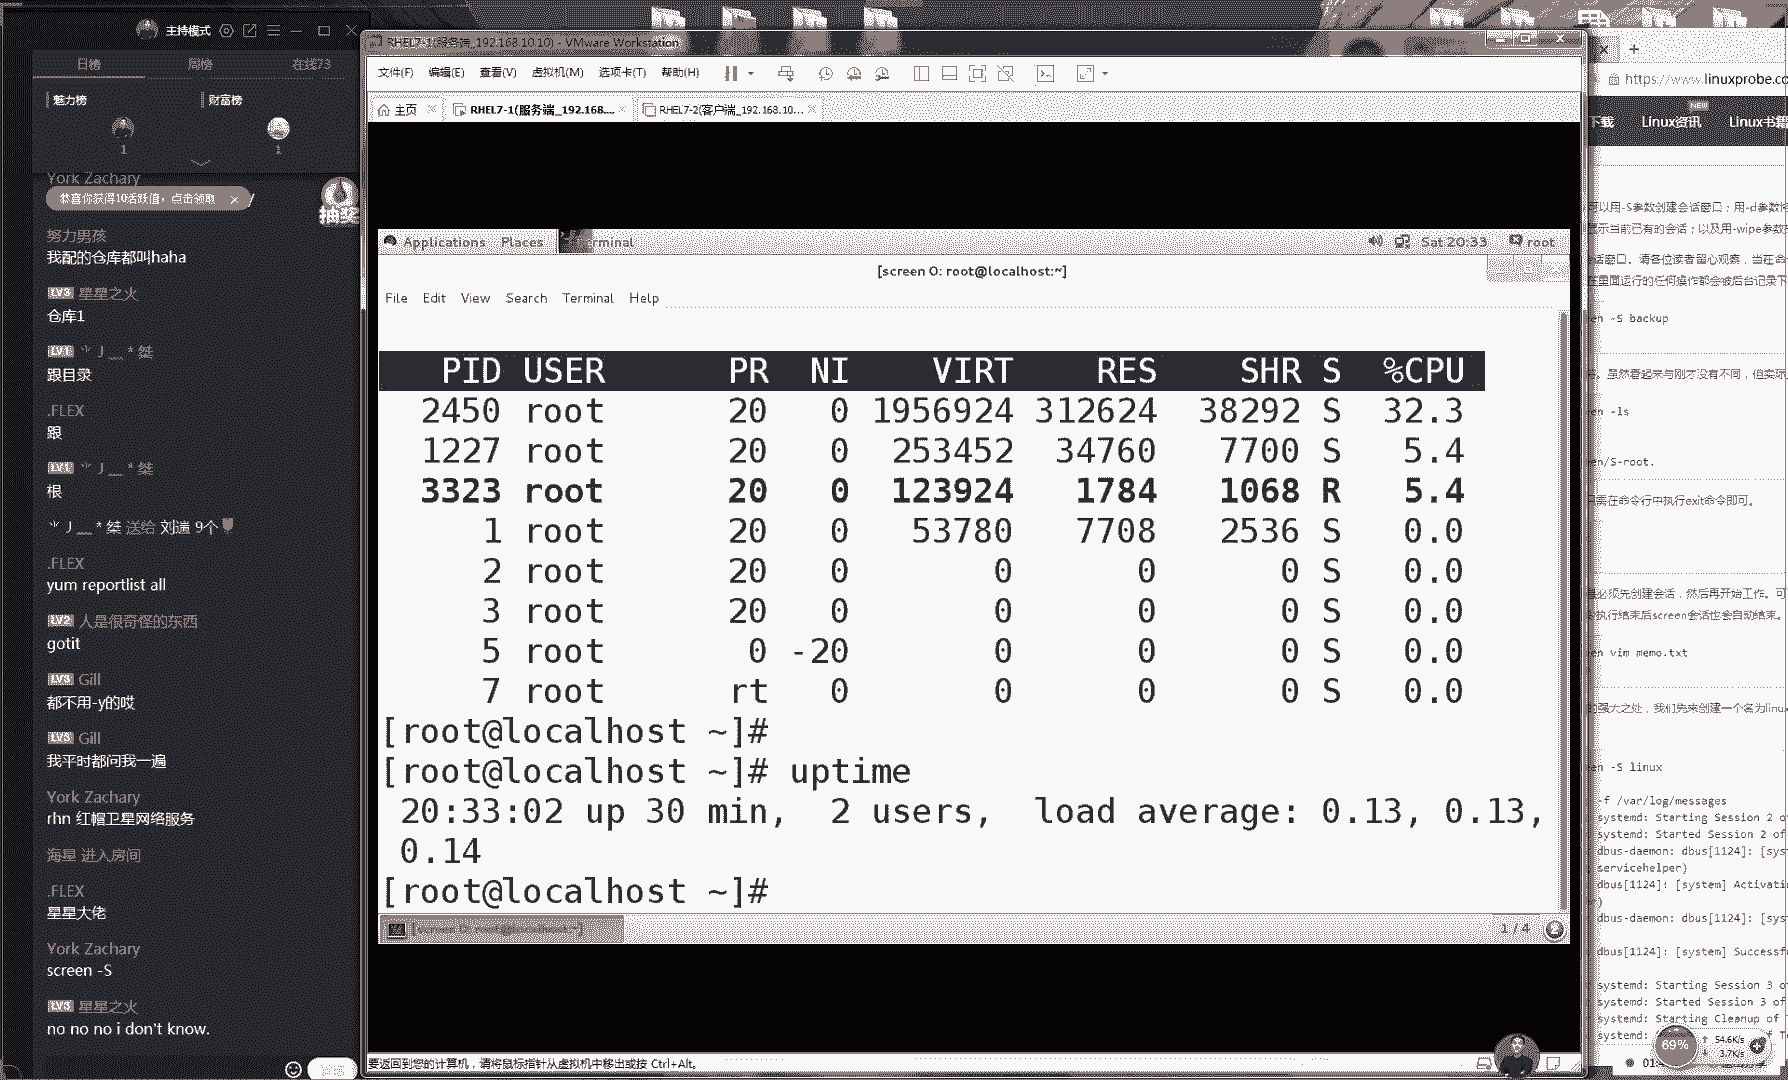 主持模式
日榜 周榜 在线73
魅力榜 财富榜
1 1
York Zachary
恭喜你获得10活跃值，点击领取
抽奖
努力男孩
我配的仓库都叫haha
LV3 星星之火
仓库1
跟目录
.FLEX
跟
根
送给 刘遄 9个
.FLEX
yum reportlist all
LV2 人是很奇怪的东西
gotit
LV3 Gill
都不用-y的哎
LV3 Gill
我平时都问我一遍
York Zachary
rhn 红帽卫星网络服务
海星 进入房间
.FLEX
星星大佬
York Zachary
screen -S
LV3 星星之火
no no no i don't know.
RHEL7-1(服务端_192.168.10.10) - VMware Workstation
文件(F) 编辑(E) 查看(V) 虚拟机(M) 选项卡(T) 帮助(H)
主页 RHEL7-1(服务端_192.168.... RHEL7-2(客户端_192.168.10...
Applications Places Terminal Sat 20:33 root
[screen 0: root@localhost:~]
File Edit View Search Terminal Help
PID USER PR NI VIRT RES SHR S %CPU
2450 root 20 0 1956924 312624 38292 S 32.3
1227 root 20 0 253452 34760 7700 S 5.4
3323 root 20 0 123924 1784 1068 R 5.4
1 root 20 0 53780 7708 2536 S 0.0
2 root 20 0 0 0 0 S 0.0
3 root 20 0 0 0 0 S 0.0
5 root 0 -20 0 0 0 S 0.0
7 root rt 0 0 0 0 S 0.0
[root@localhost ~]#
[root@localhost ~]# uptime
20:33:02 up 30 min, 2 users, load average: 0.13, 0.13,
0.14
[root@localhost ~]#
[screen 0: root@localhost:~]
1 / 4
要返回到您的计算机，请将鼠标指针从虚拟机中移出或按 Ctrl+Alt。
https://www.linuxprobe.co
下载 Linux资讯 Linux书籍
NEW
可以用-S参数创建会话窗口；用-d参数
显示当前已有的会话；以及用-wipe参数
话窗口。请各位读者留心观察，当在命
在里面运行的任何操作都会被后台记录下
en -S backup
。虽然看起来与刚才没有不同，但实际
en -ls
en/S-root.
只需在命令行中执行exit命令即可。
是必须先创建会话，然后再开始工作。可
令执行结束后screen会话也会自动结束。
en vim memo.txt
的强大之处，我们先来创建一个名为linu
en -S linux
-f /var/log/messages
systemd: Starting Session 2 o
systemd: Started Session 2 of
dbus-daemon: dbus[1124]: [sys
servicehelper)
dbus[1124]: [system] Activati
dbus-daemon: dbus[1124]: [sys
dbus[1124]: [system] Successf
systemd: Starting Session 3 o
systemd: Started Session 3 of
systemd: Starting Cleanup of
69%
54.6K/s
3.7K/s